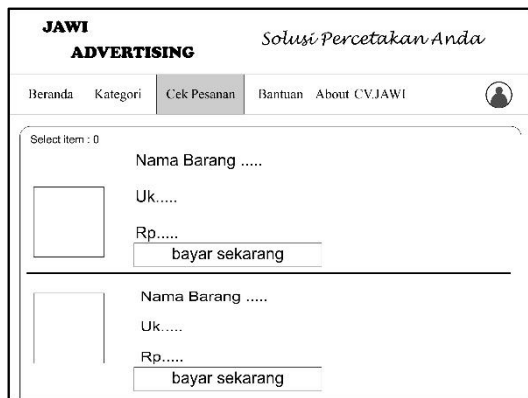 JAWI
ADVERTISING
Solusi Percetakan Anda
Beranda Kategori Cek Pesanan Bantuan About CV.JAWI
Select item : 0
Nama Barang .....
Uk.....
Rp.....
bayar sekarang
Nama Barang .....
Uk.....
Rp.....
bayar sekarang